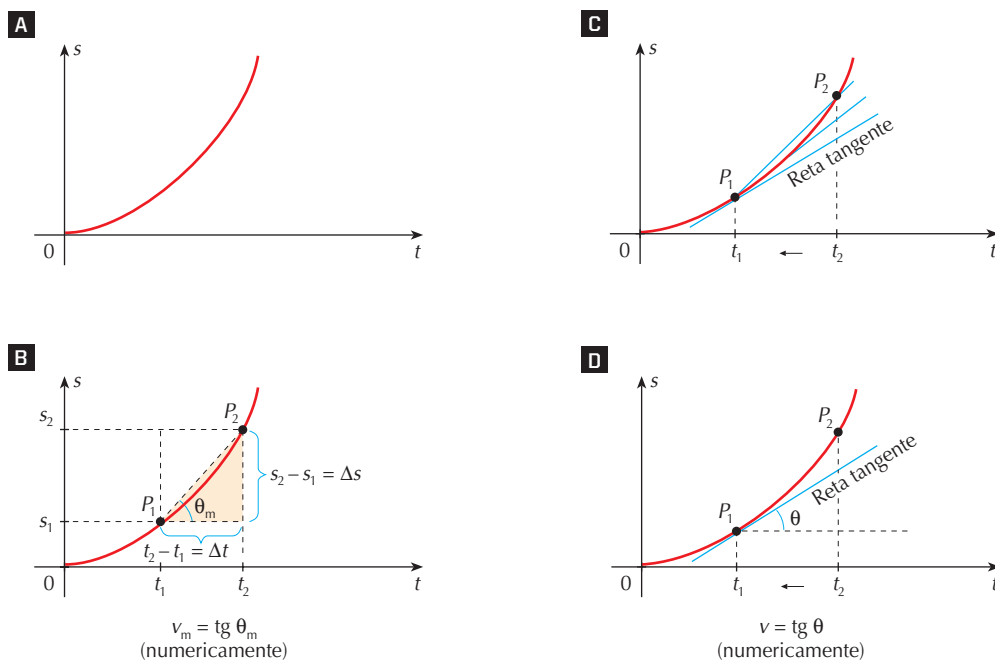 A
s
0
t
B
s
s₂
P₂
s₂ – s₁ = Δs
P₁
θₘ
s₁
t₂ – t₁ = Δt
0
t₁
t₂
t
vₘ = tg θₘ
(numericamente)
C
s
P₂
Reta tangente
P₁
0
t₁
←
t₂
t
D
s
P₂
Reta tangente
P₁
θ
0
t₁
←
t₂
t
v = tg θ
(numericamente)